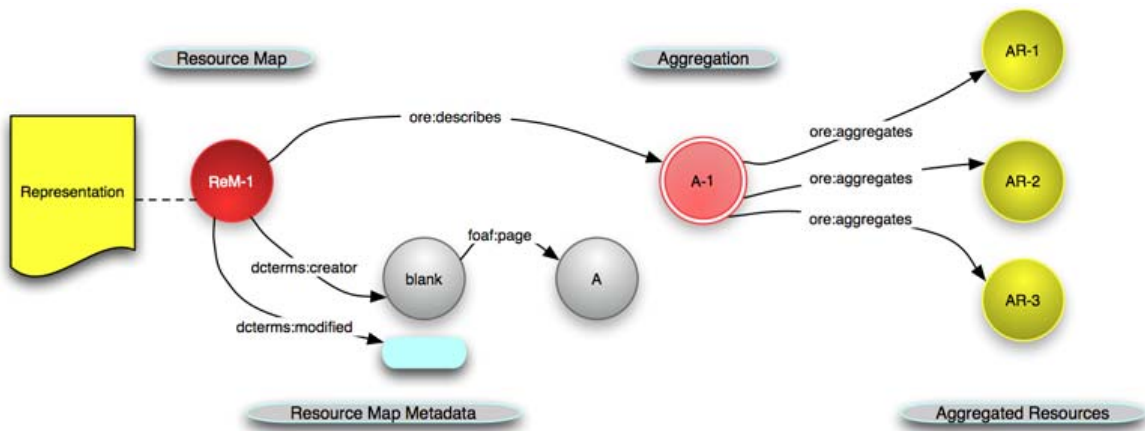 Resource Map
Aggregation
AR-1
ore:describes
ore:aggregates
Representation
ReM-1
A-1
ore:aggregates
AR-2
ore:aggregates
foaf:page
dcterms:creator
blank
A
AR-3
dcterms:modified
Resource Map Metadata
Aggregated Resources